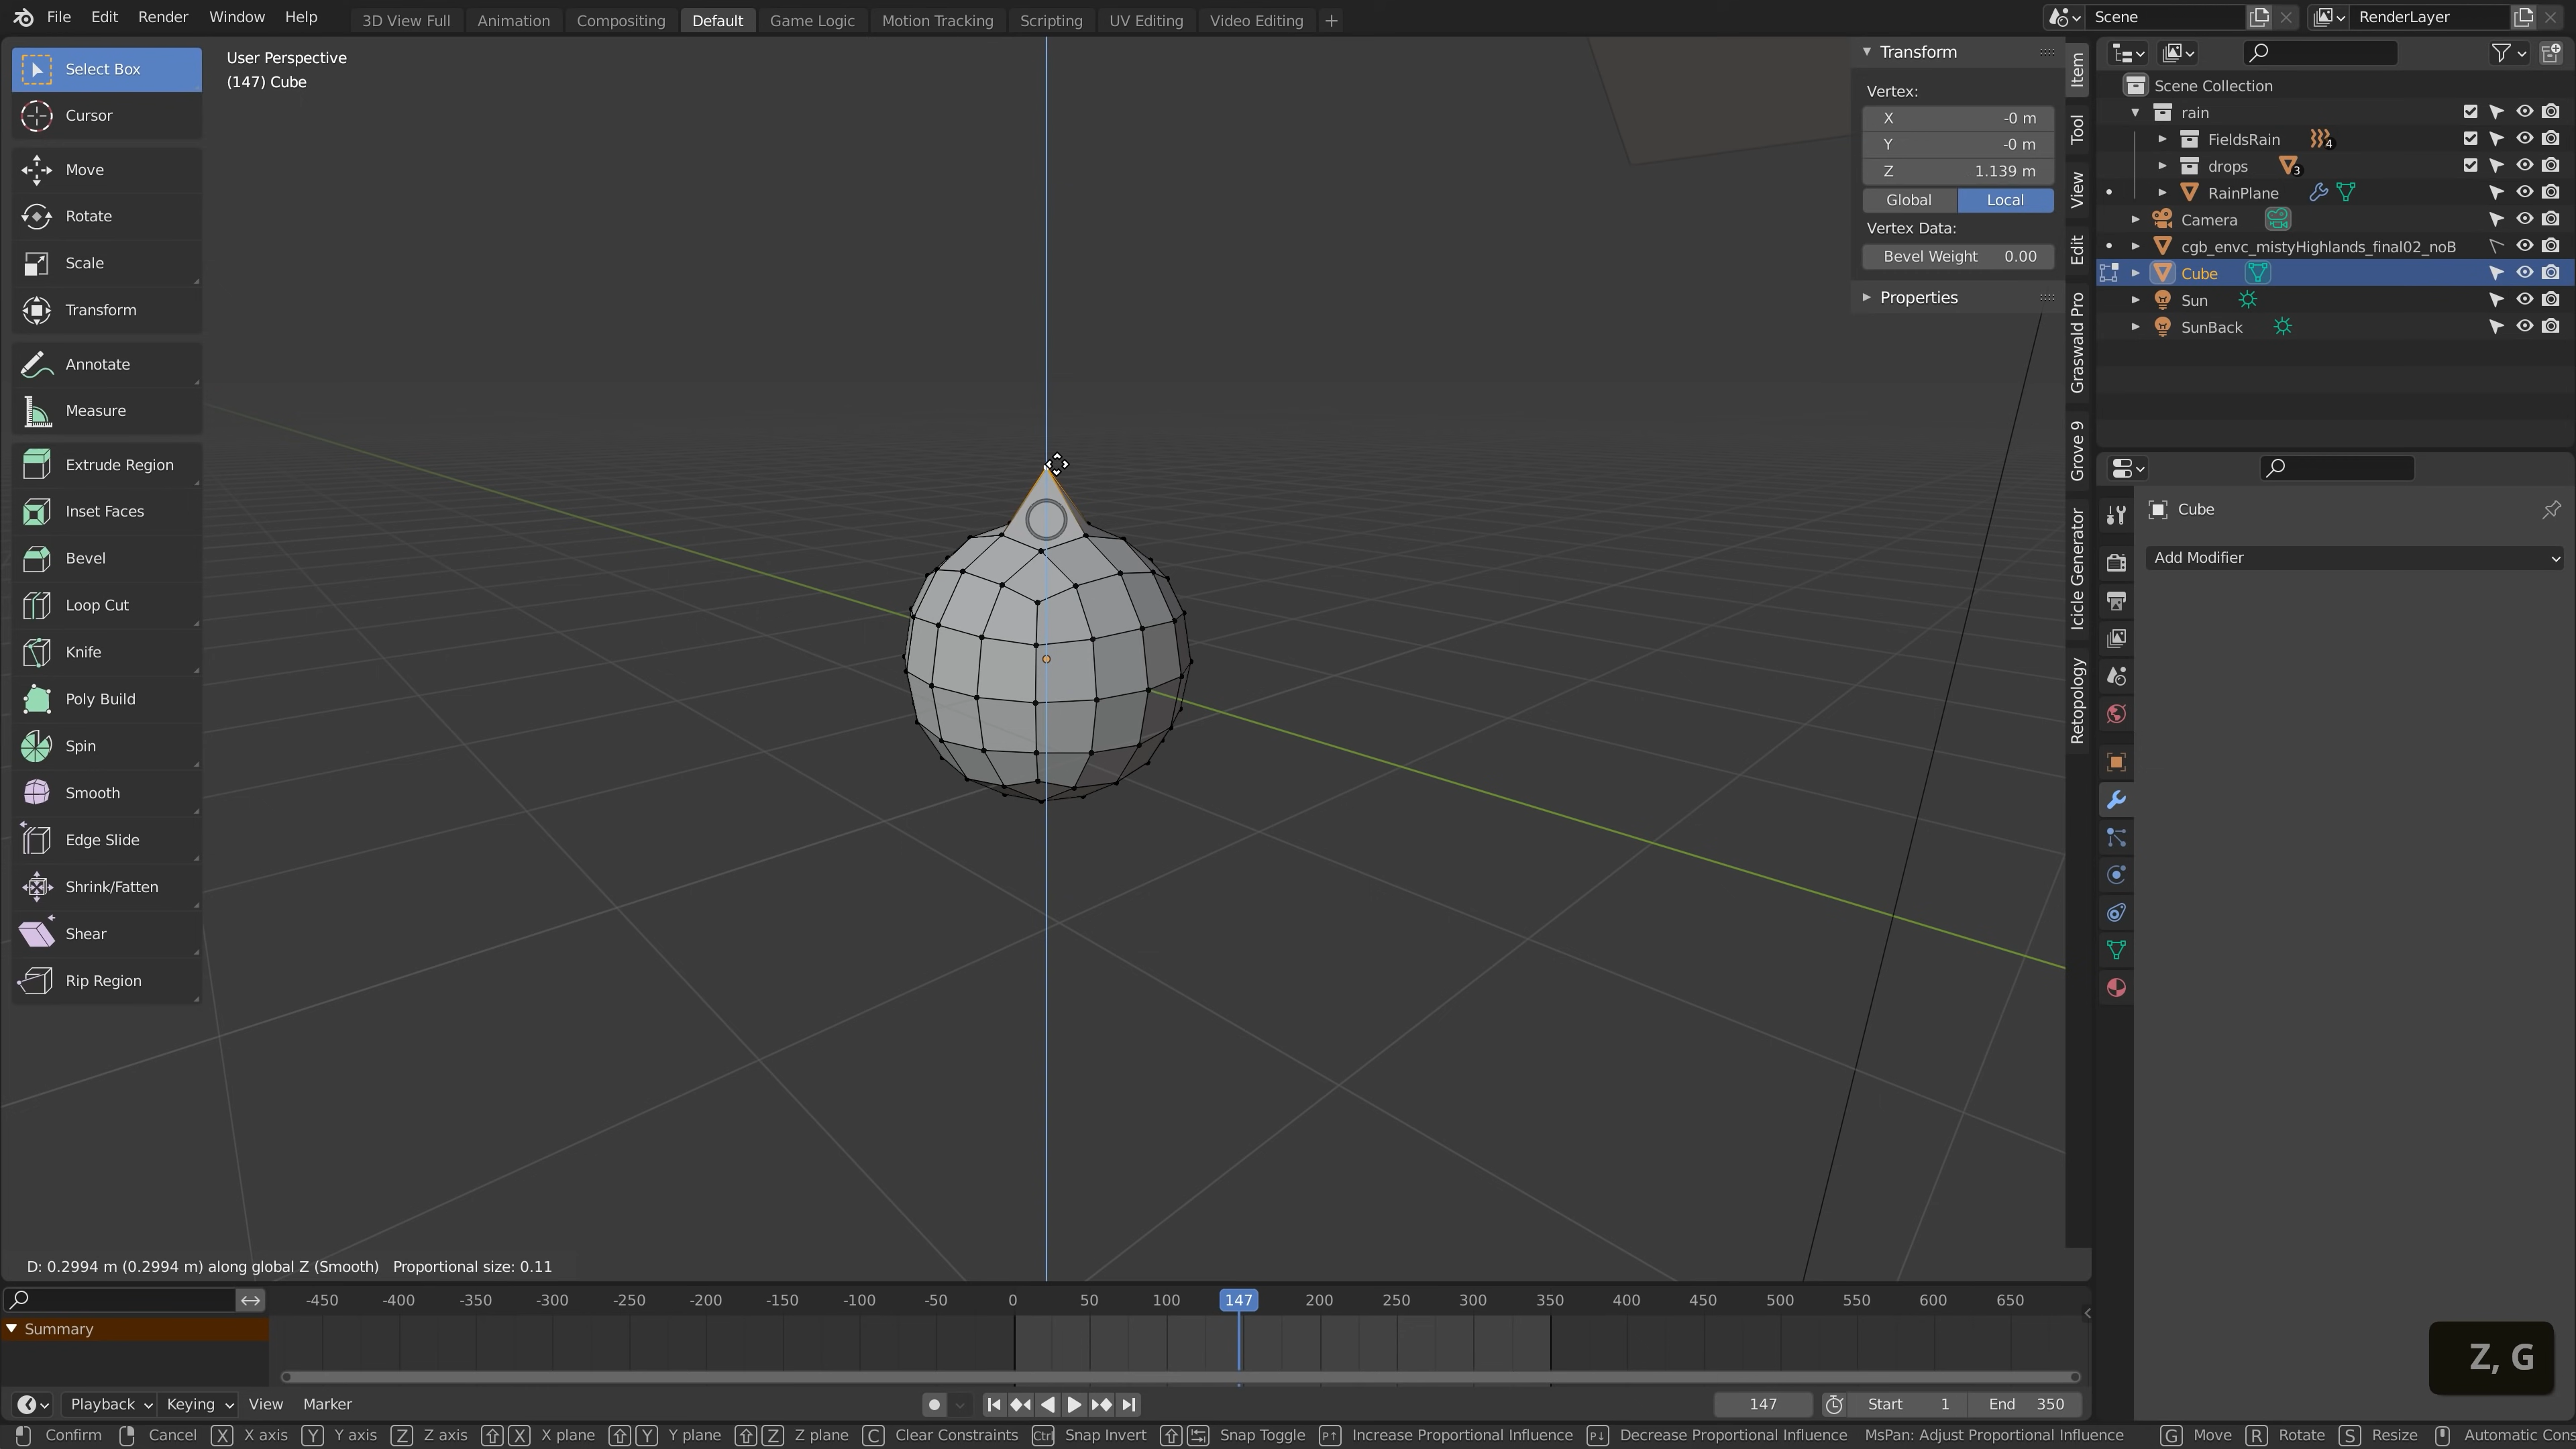 File Edit Render Window Help 3D View Full Animation Compositing Default Game Logic Motion Tracking Scripting UV Editing Video Editing + Scene RenderLayer
Select Box
Cursor
Move
Rotate
Scale
Transform
Annotate
Measure
Extrude Region
Inset Faces
Bevel
Loop Cut
Knife
Poly Build
Spin
Smooth
Edge Slide
Shrink/Fatten
Shear
Rip Region
User Perspective
(147) Cube
Transform
Vertex:
X -0 m
Y -0 m
Z 1.139 m
Global Local
Vertex Data:
Bevel Weight 0.00
Properties
Item
Tool
View
Edit
Graswald Pro
Grove 9
Icicle Generator
Retopology
Scene Collection
rain
FieldsRain 4
drops 3
RainPlane
Camera
cgb_envc_mistyHighlands_final02_noB
Cube
Sun
SunBack
Cube
Add Modifier
D: 0.2994 m (0.2994 m) along global Z (Smooth) Proportional size: 0.11
-450 -400 -350 -300 -250 -200 -150 -100 -50 0 50 100 147 200 250 300 350 400 450 500 550 600 650
Summary
Z, G
Playback Keying View Marker 147 Start 1 End 350
Confirm Cancel X X axis Y Y axis Z Z axis X X plane Y Y plane Z Z plane C Clear Constraints Ctrl Snap Invert Snap Toggle P↑ Increase Proportional Influence P↓ Decrease Proportional Influence MsPan: Adjust Proportional Influence G Move R Rotate S Resize Automatic Con